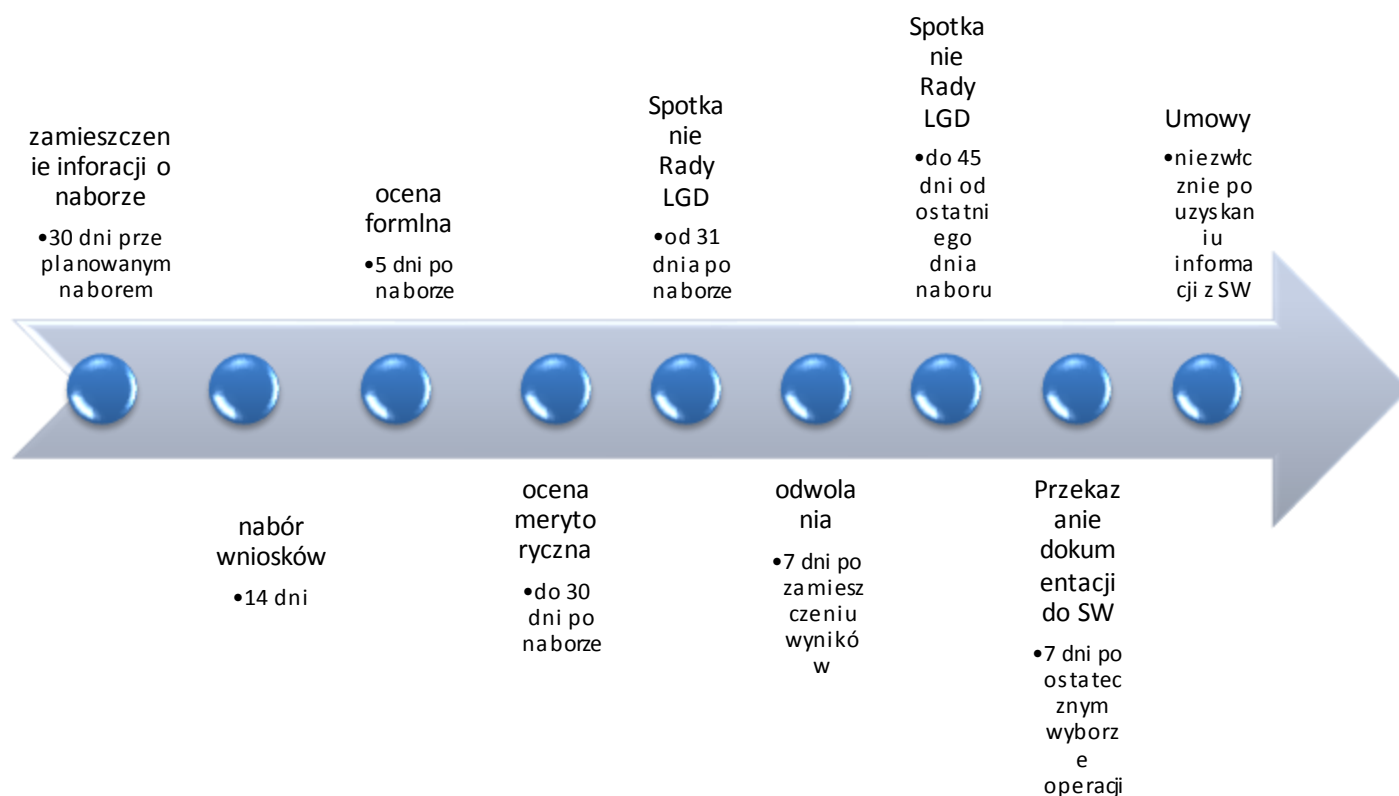 zamieszczen
ie inforacji o
naborze
•30 dni prze
planowanym
naborem
nabór
wniosków
•14 dni
ocena
formlna
•5 dni po
naborze
ocena
meryto
ryczna
•do 30
dni po
naborze
Spotka
nie
Rady
LGD
•od 31
dnia po
naborze
odwola
nia
•7 dni po
zamiesz
czeniu
wynikó
w
Spotka
nie
Rady
LGD
•do 45
dni od
ostatni
ego
dnia
naboru
Przekaz
anie
dokum
entacji
do SW
•7 dni po
ostatec
znym
wyborz
e
operacji
Umowy
•niezwłc
znie po
uzyskan
iu
informa
cji z SW